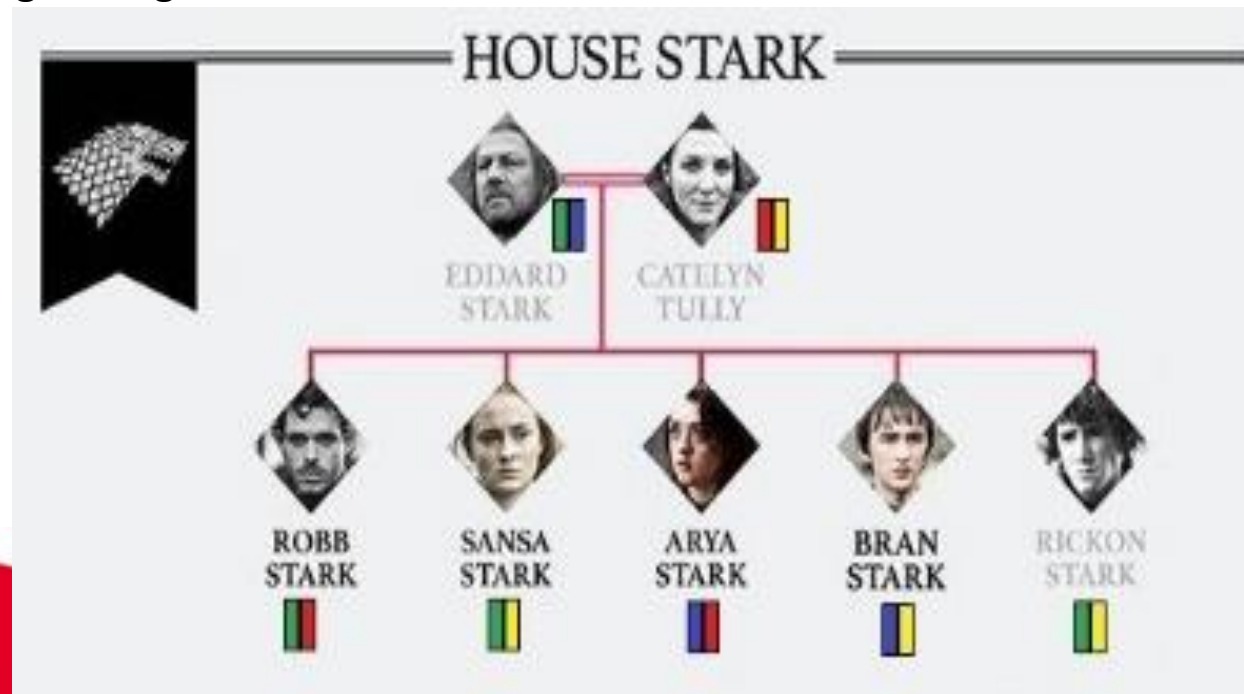 HOUSE STARK
EDDARD
STARK
CATELYN
TULLY
ROBB
STARK
SANSA
STARK
ARYA
STARK
BRAN
STARK
RICKON
STARK